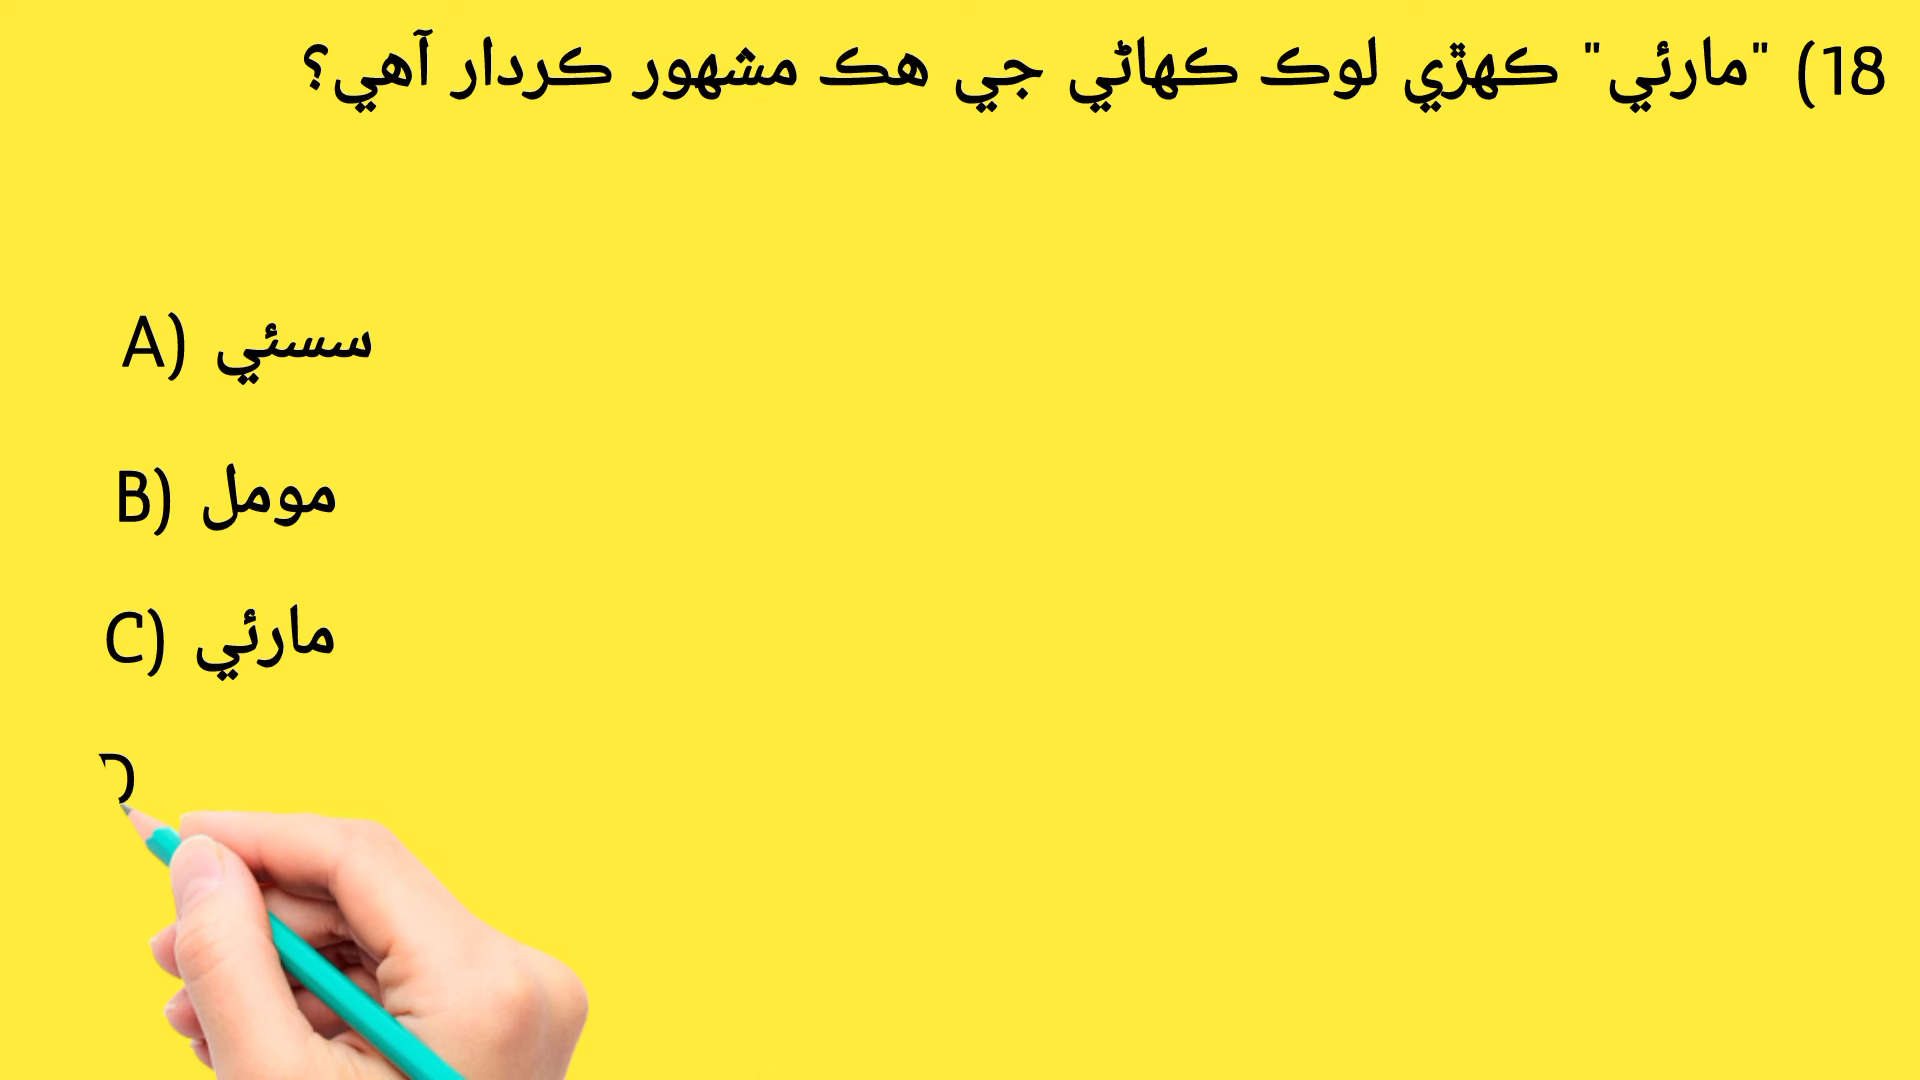 18) "مارئي" ڪهڙي لوڪ ڪهاڻي جي هڪ مشهور ڪردار آهي؟
A) سسئي
B) مومل
C) مارئي
D